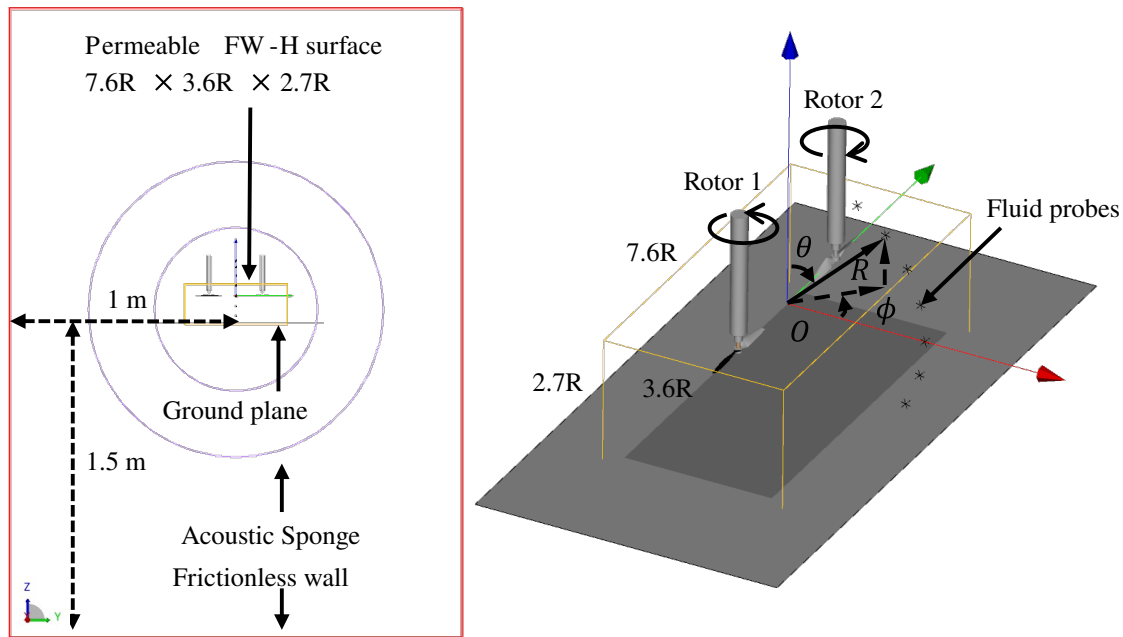 Permeable FW -H surface
7.6R × 3.6R × 2.7R
1 m
Ground plane
1.5 m
Acoustic Sponge
Frictionless wall
Z
Y
Rotor 2
Rotor 1
Fluid probes
7.6R
θ
R
ϕ
O
2.7R
3.6R